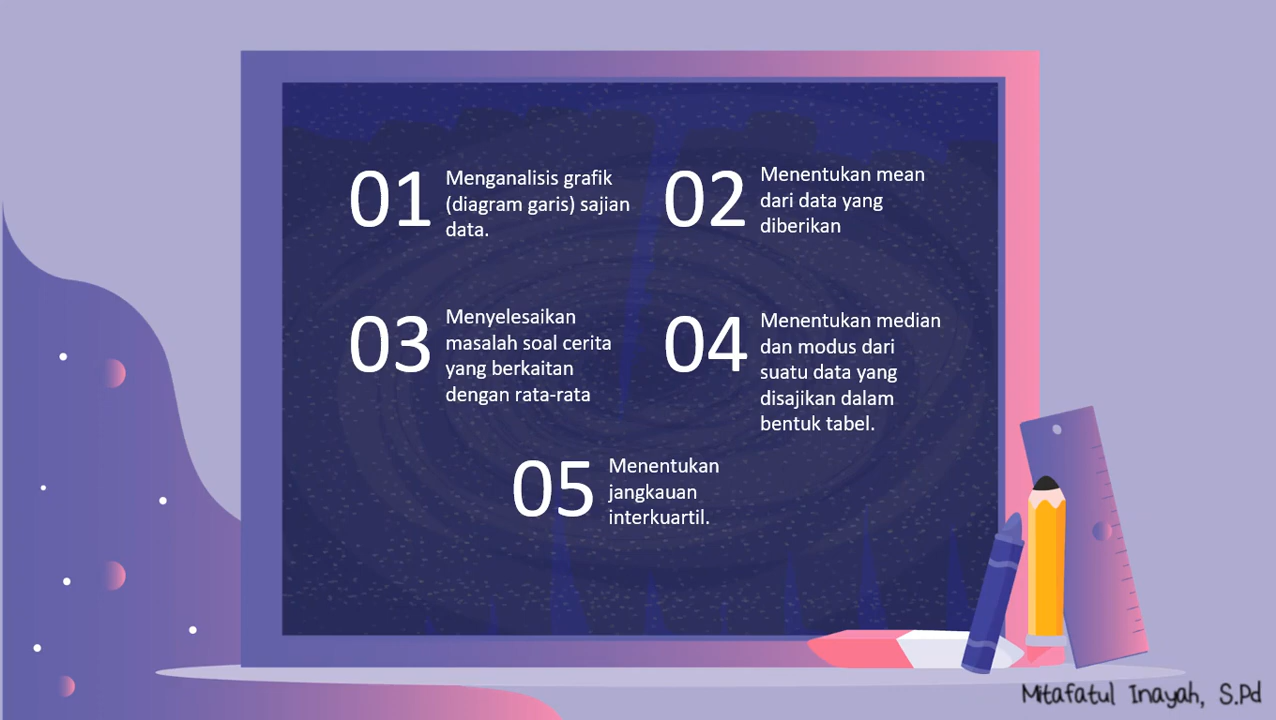 01
Menganalisis grafik
(diagram garis) sajian
data.
02
Menentukan mean
dari data yang
diberikan
03
Menyelesaikan
masalah soal cerita
yang berkaitan
dengan rata-rata
04
Menentukan median
dan modus dari
suatu data yang
disajikan dalam
bentuk tabel.
05
Menentukan
jangkauan
interkuartil.
Mitafatul Inayah, S.Pd